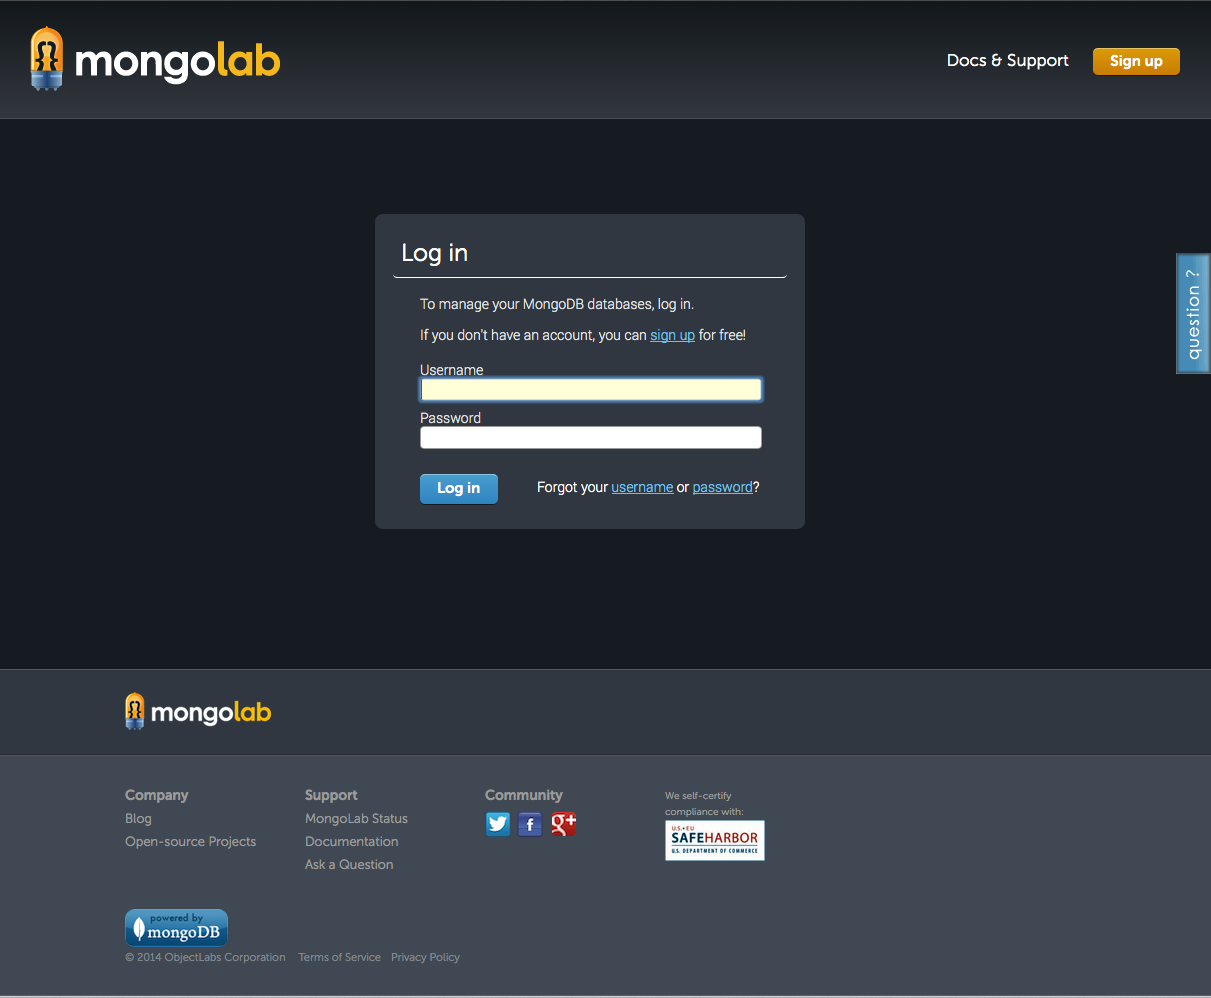 mongolab
Docs & Support
Sign up
Log in
To manage your MongoDB databases, log in.
If you don't have an account, you can sign up for free!
question ?
Username
Password
Log in
Forgot your username or password?
mongolab
Company
Blog
Open-source Projects
Support
MongoLab Status
Documentation
Ask a Question
Community
f
g+
We self-certify
compliance with:
U.S.★EU
SAFEHARBOR
U.S. DEPARTMENT OF COMMERCE
powered by
mongoDB
© 2014 ObjectLabs Corporation Terms of Service Privacy Policy